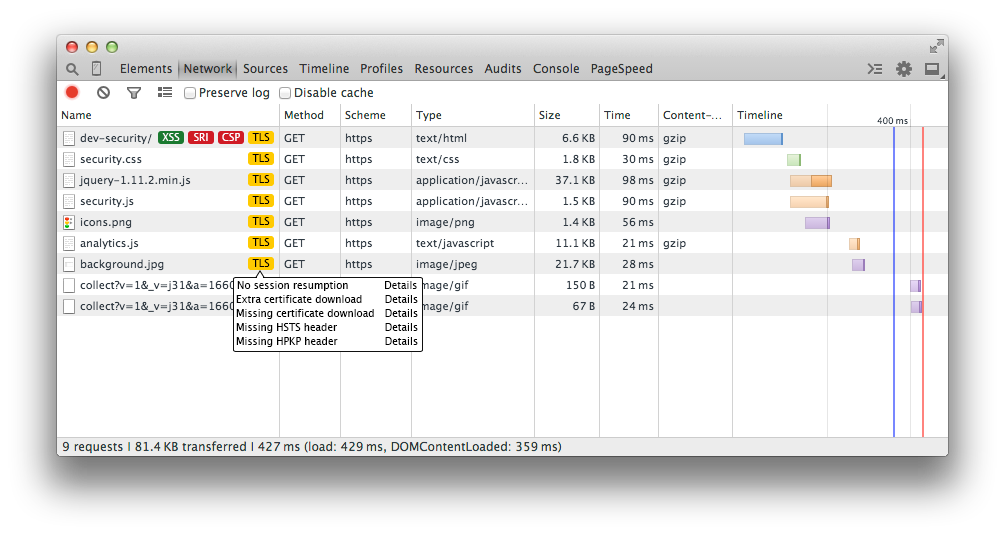 Elements Network Sources Timeline Profiles Resources Audits Console PageSpeed
Preserve log Disable cache
Name Method Scheme Type Size Time Content-... Timeline
400 ms
dev-security/ XSS SRI CSP TLS GET https text/html 6.6 KB 90 ms gzip
security.css TLS GET https text/css 1.8 KB 30 ms gzip
jquery-1.11.2.min.js TLS GET https application/javascr... 37.1 KB 98 ms gzip
security.js TLS GET https application/javascr... 1.5 KB 90 ms gzip
icons.png TLS GET https image/png 1.4 KB 56 ms
analytics.js TLS GET https text/javascript 11.1 KB 21 ms gzip
background.jpg TLS GET https image/jpeg 21.7 KB 28 ms
collect?v=1&_v=j31&a=1660 image/gif 150 B 21 ms
collect?v=1&_v=j31&a=1660 image/gif 67 B 24 ms
No session resumption Details
Extra certificate download Details
Missing certificate download Details
Missing HSTS header Details
Missing HPKP header Details
9 requests | 81.4 KB transferred | 427 ms (load: 429 ms, DOMContentLoaded: 359 ms)